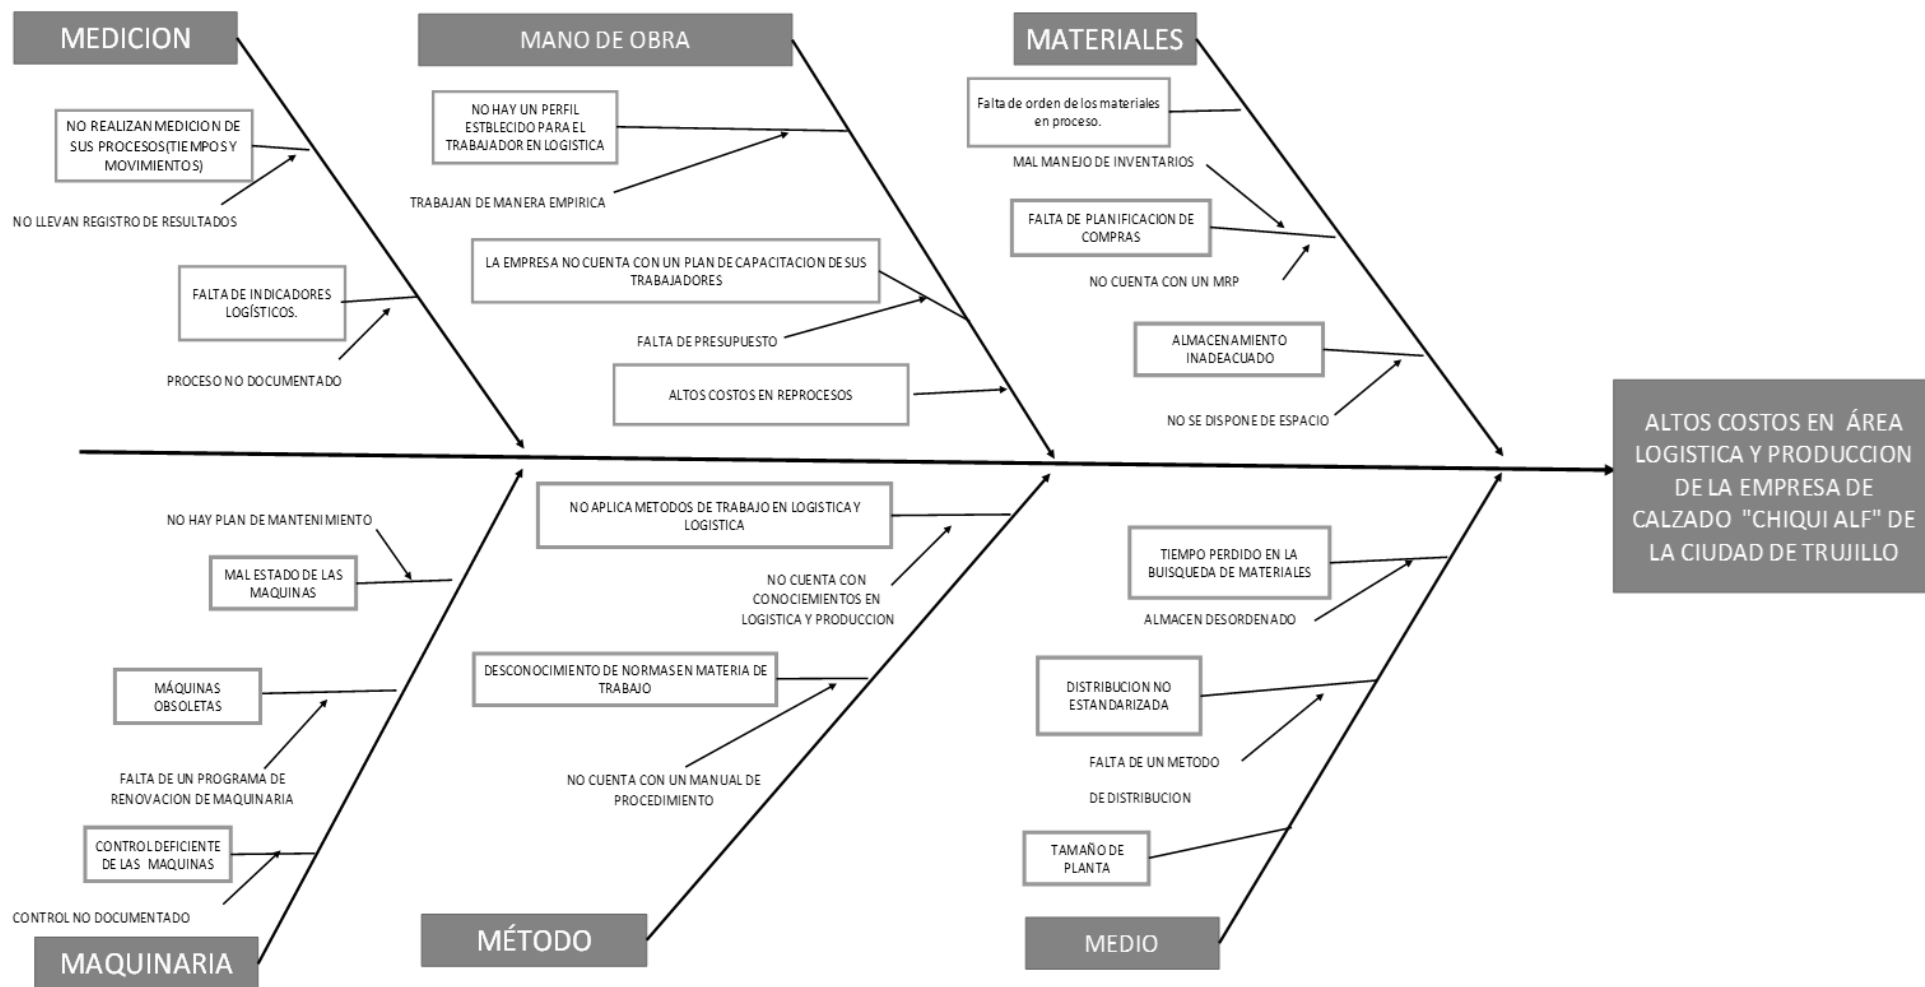 MEDICION
MANO DE OBRA
MATERIALES
NO REALIZAN MEDICION DE
SUS PROCESOS(TIEMPOS Y
MOVIMIENTOS)
NO LLEVAN REGISTRO DE RESULTADOS
FALTA DE INDICADORES
LOGÍSTICOS.
PROCESO NO DOCUMENTADO
NO HAY UN PERFIL
ESTBLECIDO PARA EL
TRABAJADOR EN LOGISTICA
TRABAJAN DE MANERA EMPIRICA
LA EMPRESA NO CUENTA CON UN PLAN DE CAPACITACION DE SUS
TRABAJADORES
FALTA DE PRESUPUESTO
ALTOS COSTOS EN REPROCESOS
Falta de orden de los materiales
en proceso.
MAL MANEJO DE INVENTARIOS
FALTA DE PLANIFICACION DE
COMPRAS
NO CUENTA CON UN MRP
ALMACENAMIENTO
INADEACUADO
NO SE DISPONE DE ESPACIO
ALTOS COSTOS EN ÁREA
LOGISTICA Y PRODUCCION
DE LA EMPRESA DE
CALZADO "CHIQUI ALF" DE
LA CIUDAD DE TRUJILLO
NO HAY PLAN DE MANTENIMIENTO
MAL ESTADO DE LAS
MAQUINAS
MÁQUINAS
OBSOLETAS
FALTA DE UN PROGRAMA DE
RENOVACION DE MAQUINARIA
CONTROL DEFICIENTE
DE LAS MAQUINAS
CONTROL NO DOCUMENTADO
MAQUINARIA
NO APLICA METODOS DE TRABAJO EN LOGISTICA Y
LOGISTICA
NO CUENTA CON
CONOCIEMIENTOS EN
LOGISTICA Y PRODUCCION
DESCONOCIMIENTO DE NORMAS EN MATERIA DE
TRABAJO
NO CUENTA CON UN MANUAL DE
PROCEDIMIENTO
MÉTODO
TIEMPO PERDIDO EN LA
BUISQUEDA DE MATERIALES
ALMACEN DESORDENADO
DISTRIBUCION NO
ESTANDARIZADA
FALTA DE UN METODO
DE DISTRIBUCION
TAMAÑO DE
PLANTA
MEDIO